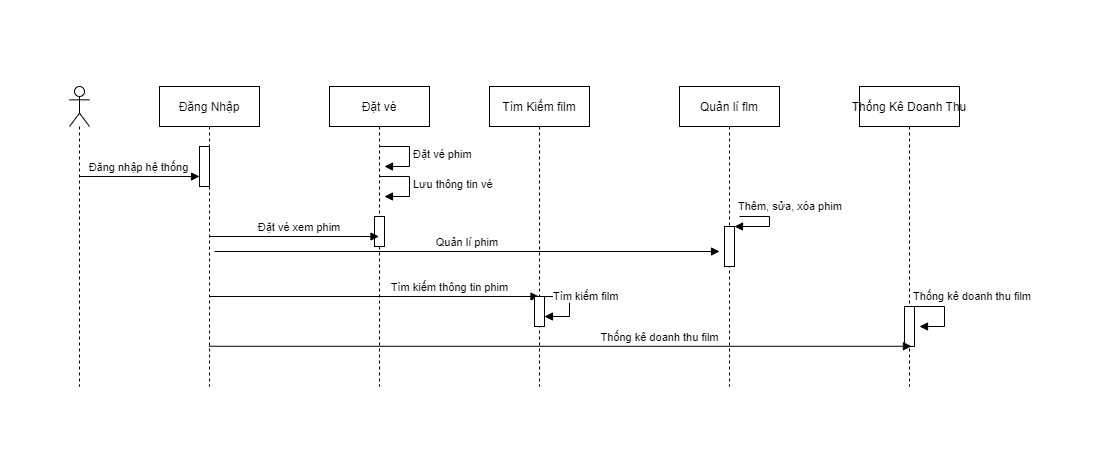 Đăng Nhập
Đặt vé
Tìm Kiếm film
Quản lí flm
Thống Kê Doanh Thu
Đặt vé phim
Đăng nhập hệ thống
Lưu thông tin vé
Thêm, sửa, xóa phim
Đặt vé xem phim
Quản lí phim
Tìm kiếm thông tin phim
Tìm kiếm film
Thống kê doanh thu film
Thống kê doanh thu film